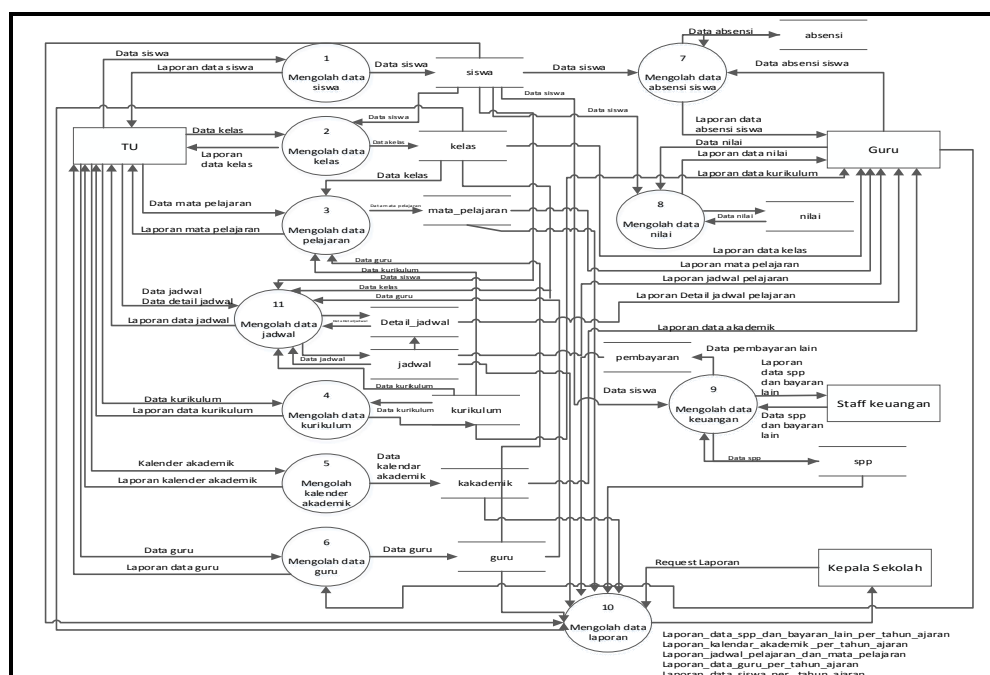 Data siswa
Laporan data siswa
1
Mengolah data
siswa
Data siswa
siswa
Data siswa
7
Mengolah data
absensi siswa
Data absensi
absensi
Data absensi siswa
TU
Data kelas
Laporan
data kelas
2
Mengolah data
kelas
Data siswa
Data kelas
kelas
Data siswa
Data siswa
Laporan data
absensi siswa
Data nilai
Laporan data nilai
Laporan data kurikulum
Guru
Data mata pelajaran
Laporan mata pelajaran
3
Mengolah data
pelajaran
Data kelas
Data mata pelajaran
mata_pelajaran
8
Mengolah data
nilai
Data nilai
nilai
Data guru
Data kurikulum
Data siswa
Data kelas
Data guru
Laporan data kelas
Laporan mata pelajaran
Laporan jadwal pelajaran
Laporan Detail jadwal pelajaran
Laporan data akademik
Data jadwal
Data detail jadwal
Laporan data jadwal
11
Mengolah data
jadwal
Detail_jadwal
Data jadwal
jadwal
pembayaran
Data pembayaran lain
Laporan
data spp
dan bayaran
lain
Data siswa
9
Mengolah data
keuangan
Staff keuangan
Data spp
dan bayaran
lain
Data spp
spp
Data kurikulum
Laporan data kurikulum
4
Mengolah data
kurikulum
Data kurikulum
Data kurikulum
kurikulum
Kalender akademik
Laporan kalender akademik
5
Mengolah
kalender
akademik
Data
kalendar
akademik
kakademik
Data guru
Laporan data guru
6
Mengolah data
guru
Data guru
guru
Request Laporan
Kepala Sekolah
10
Mengolah data
laporan
Laporan_data_spp_dan_bayaran_lain_per_tahun_ajaran
Laporan_kalendar_akademik_per_tahun_ajaran
Laporan_jadwal_pelajaran_dan_mata_pelajaran
Laporan_data_guru_per_tahun_ajaran
Laporan_data_siswa_per_tahun_ajaran